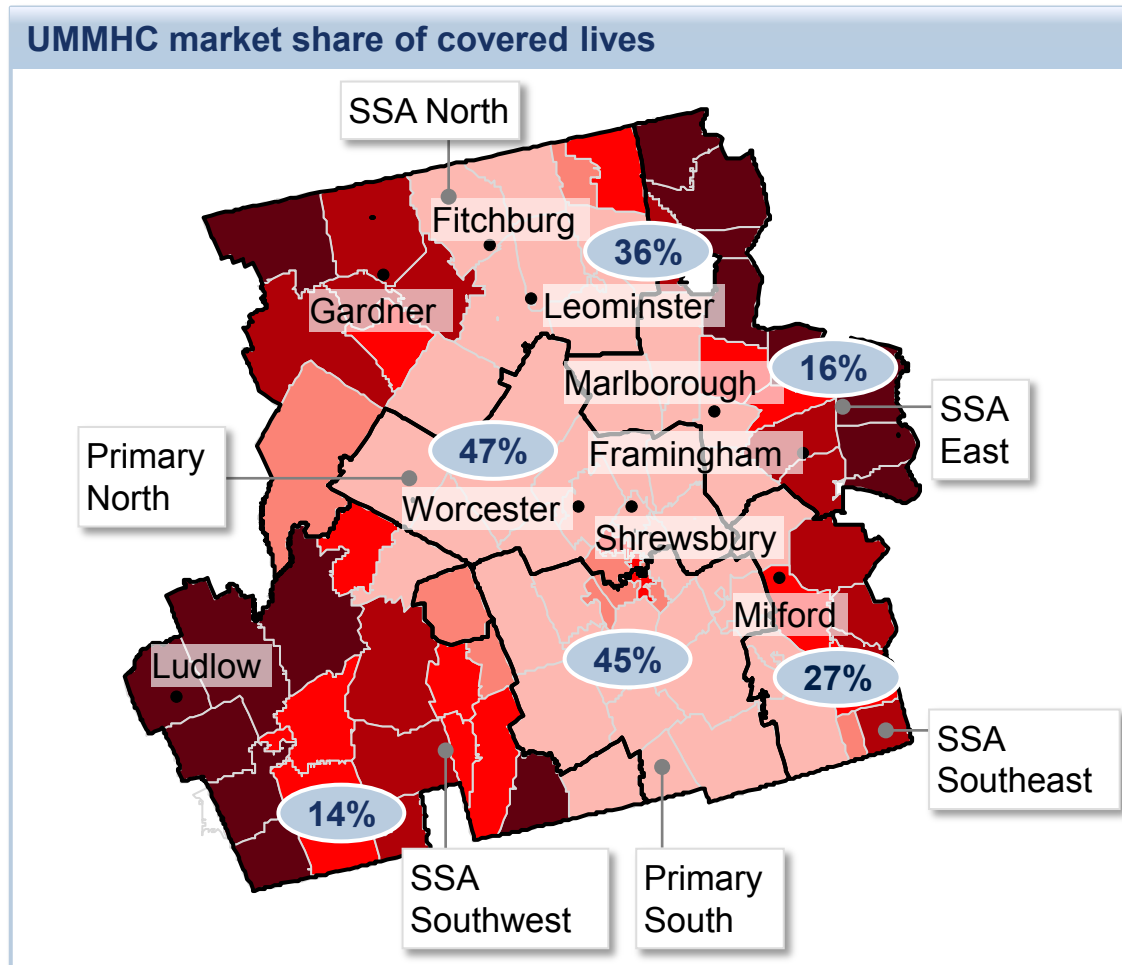 UMMHC market share of covered lives
SSA North
Fitchburg
36%
Gardner
Leominster
Marlborough
16%
SSA
East
Primary
North
47%
Framingham
Worcester
Shrewsbury
Milford
Ludlow
45%
27%
SSA
Southeast
14%
SSA
Southwest
Primary
South